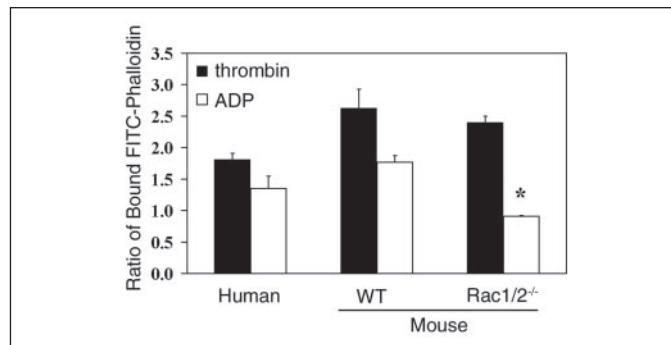 Ratio of Bound FITC-Phalloidin
3.5
3.0
2.5
2.0
1.5
1.0
0.5
0.0
thrombin
ADP
*
Human
WT
Rac1/2-/-
Mouse